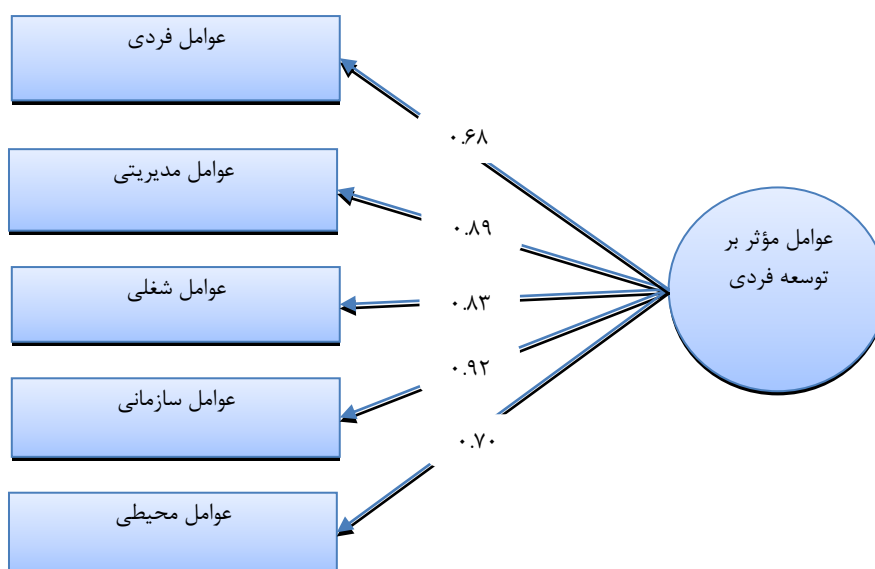 عوامل فردی
۰.۶۸
عوامل مدیریتی
۰.۸۹
عوامل مؤثر بر
توسعه فردی
عوامل شغلی
۰.۸۳
عوامل سازمانی
۰.۹۲
۰.۷۰
عوامل محیطی